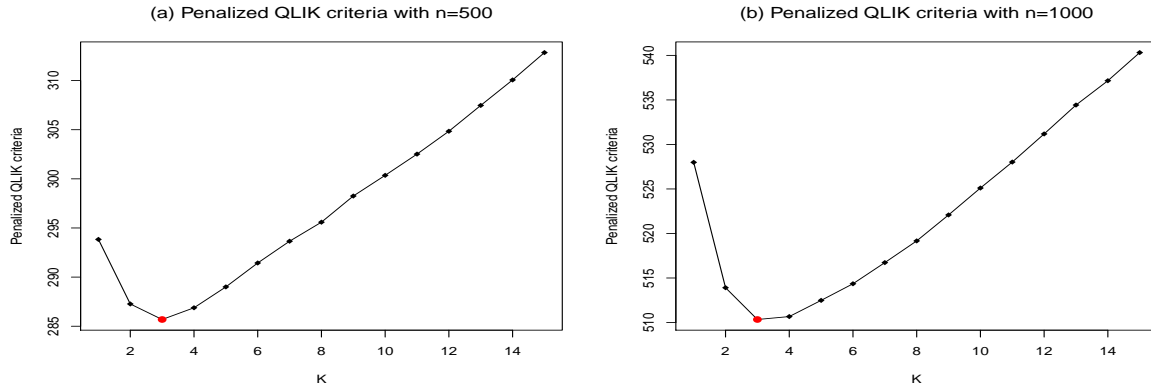 (a) Penalized QLIK criteria with n=500
Penalized QLIK criteria
310
305
300
295
290
285
2 4 6 8 10 12 14
K
(b) Penalized QLIK criteria with n=1000
Penalized QLIK criteria
540
535
530
525
520
515
510
2 4 6 8 10 12 14
K